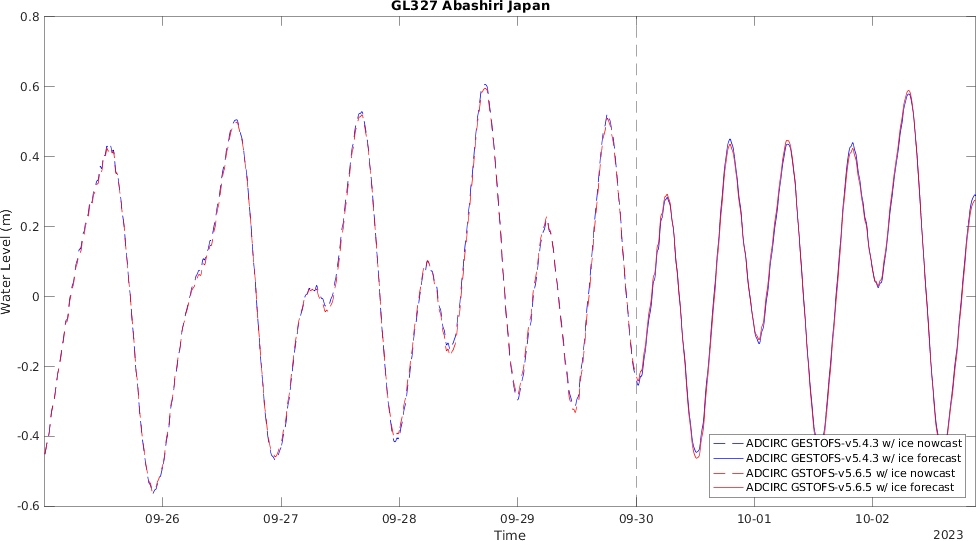 GL327 Abashiri Japan
0.8
0.6
0.4
0.2
0
-0.2
-0.4
-0.6
Water Level (m)
ADCIRC GESTOFS-v5.4.3 w/ ice nowcast
ADCIRC GESTOFS-v5.4.3 w/ ice forecast
ADCIRC GSTOFS-v5.6.5 w/ ice nowcast
ADCIRC GSTOFS-v5.6.5 w/ ice forecast
09-26 09-27 09-28 09-29 09-30 10-01 10-02
Time
2023